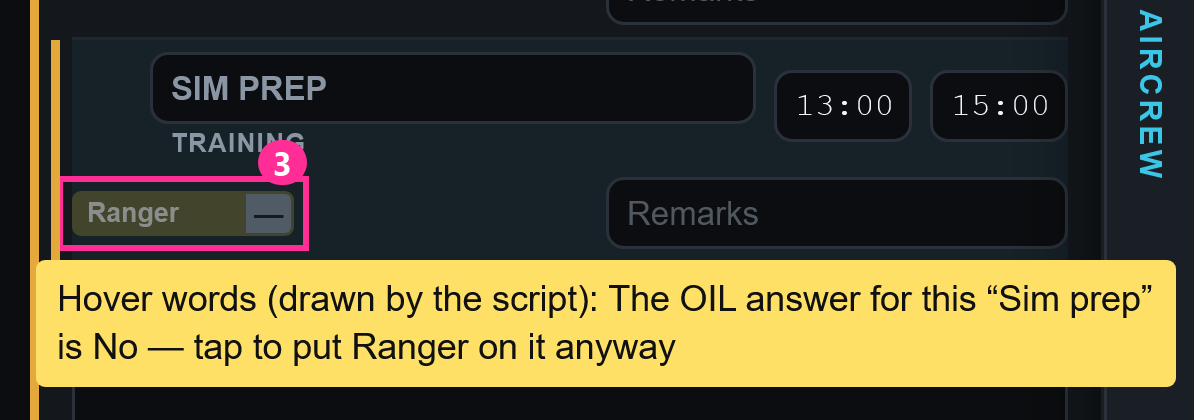 SIM PREP
13:00
15:00
TRAINING
3
Ranger
—
Remarks
Hover words (drawn by the script): The OIL answer for this “Sim prep”
is No — tap to put Ranger on it anyway
AIRCREW